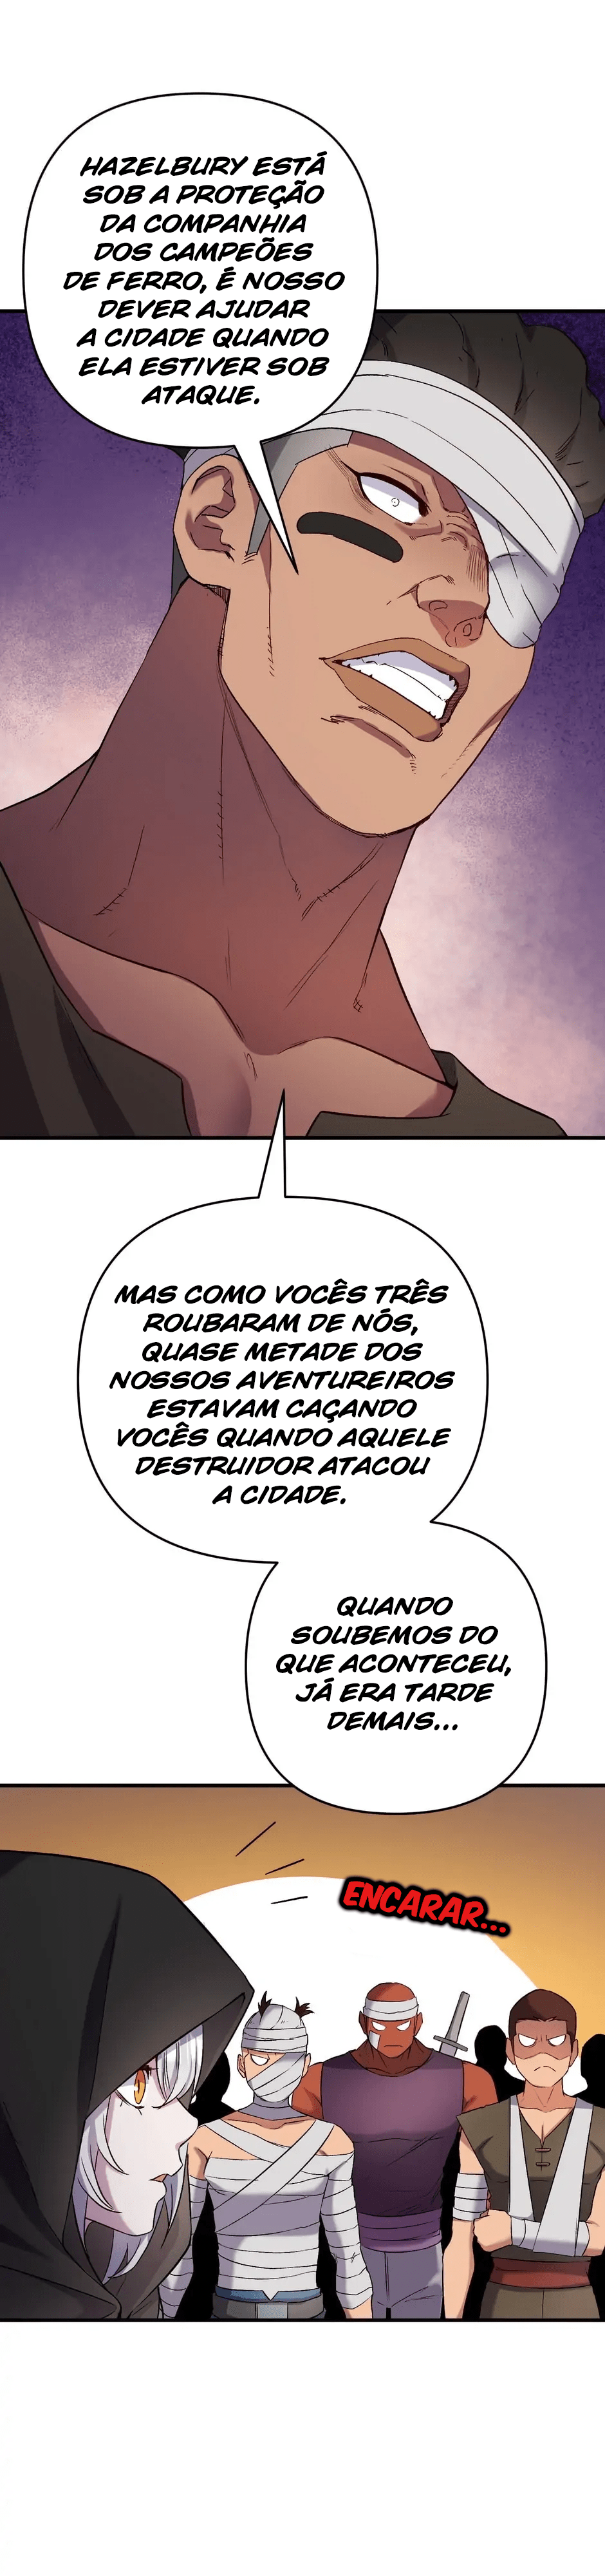 HAZELBURY ESTÁ
SOB A PROTEÇÃO
DA COMPANHIA
DOS CAMPEÕES
DE FERRO, É NOSSO
DEVER AJUDAR
A CIDADE QUANDO
ELA ESTIVER SOB
ATAQUE.
MAS COMO VOCÊS TRÊS
ROUBARAM DE NÓS,
QUASE METADE DOS
NOSSOS AVENTUREIROS
ESTAVAM CAÇANDO
VOCÊS QUANDO AQUELE
DESTRUIDOR ATACOU
A CIDADE.
QUANDO
SOUBEMOS DO
QUE ACONTECEU,
JÁ ERA TARDE
DEMAIS...
ENCARAR...